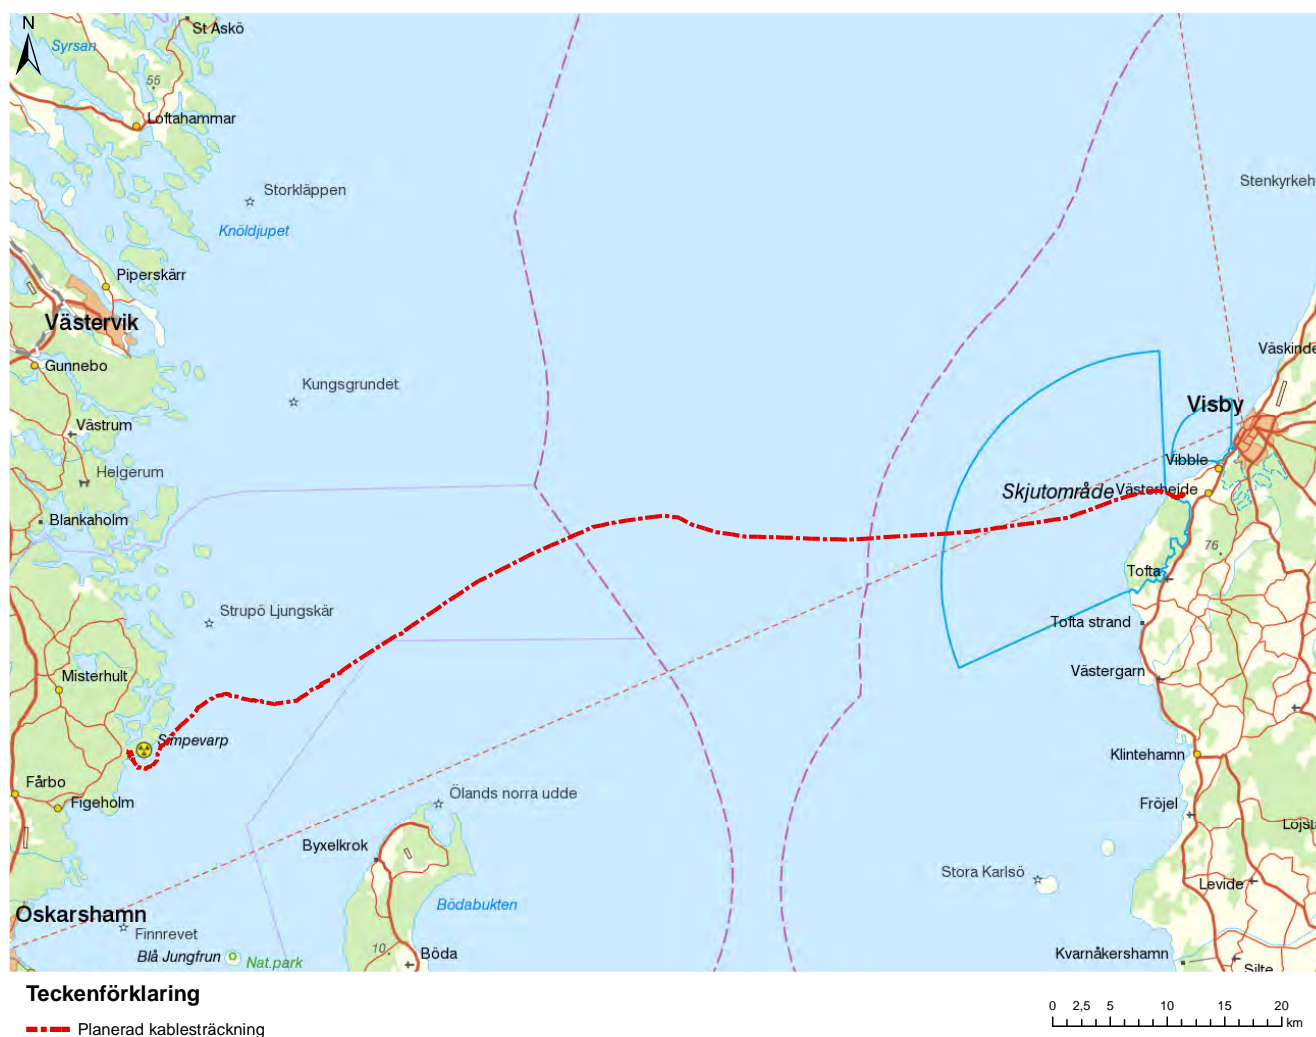 N
St Askö
Syrsan
55
Loftahammar
Storkläppen
Stenkyrkeh
Knöldjupet
Piperskärr
Västervik
Väskinde
Gunnebo
Kungsgrundet
Visby
Västrum
Vibble
Helgerum
Skjutområde
Västerheide
Blankaholm
76
Tofta
Strupö Ljungskär
Tofta strand
Misterhult
Västergarn
Simpevarp
Klintehamn
Fårbo
Figeholm
Ölands norra udde
Fröjel
Lojsta
Byxelkrok
Stora Karlsö
Levide
Bödabukten
Oskarshamn
Finnrevet
Blå Jungfrun
Nat.park
10
Böda
Kvarnåkershamn
Silte
Teckenförklaring
Planerad kablesträckning
0 2,5 5 10 15 20
km